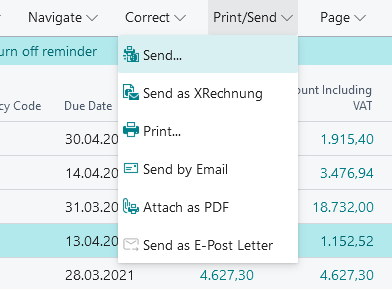 Navigate Correct Print/Send Page
urn off reminder
Send...
Send as XRechnung
Print...
Send by Email
Attach as PDF
Send as E-Post Letter
cy Code Due Date ount Including VAT
30.04.20 1.915,40
14.04.20 3.476,94
31.03.20 18.732,00
13.04.20 1.152,52
28.03.2021 4.627,30 4.627,30